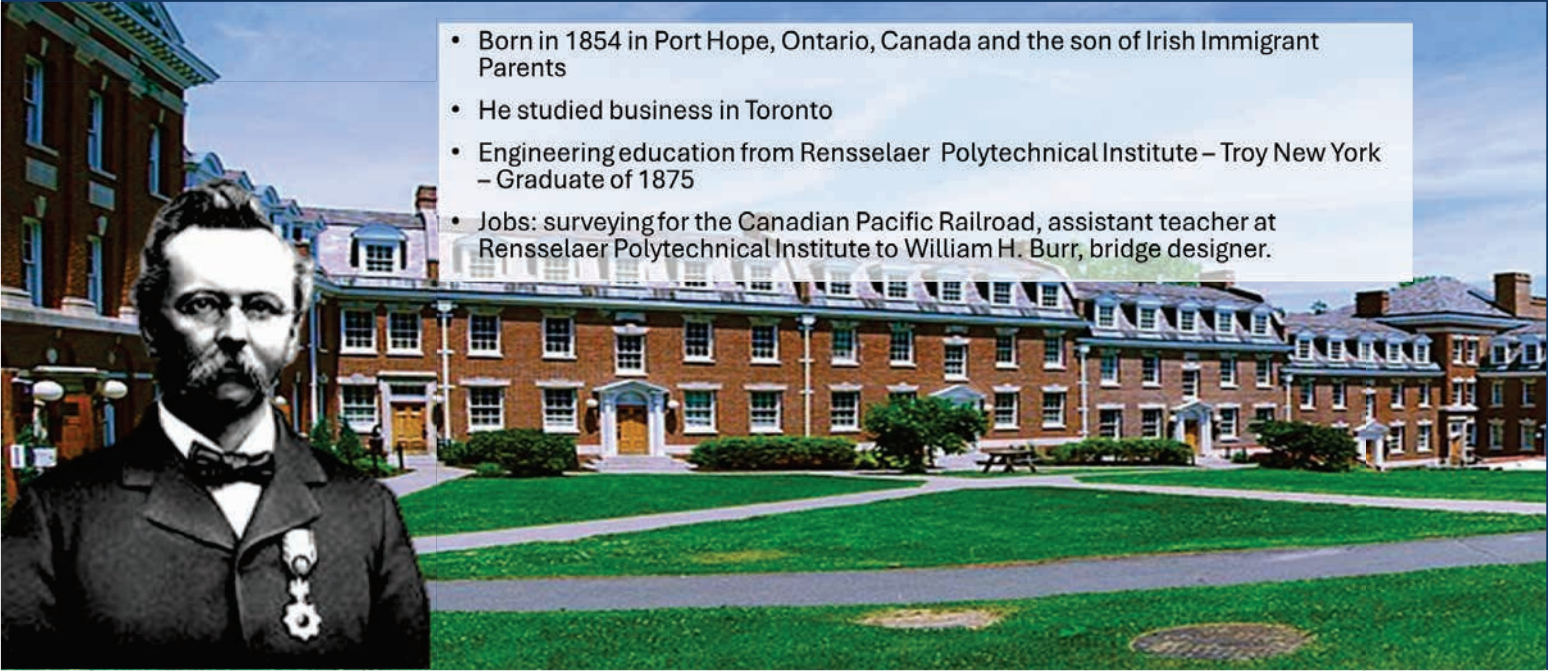 • Born in 1854 in Port Hope, Ontario, Canada and the son of Irish Immigrant
Parents
• He studied business in Toronto
• Engineering education from Rensselaer  Polytechnical Institute – Troy New York
– Graduate of 1875
• Jobs: surveying for the Canadian Pacific Railroad, assistant teacher at
Rensselaer Polytechnical Institute to William H. Burr, bridge designer.